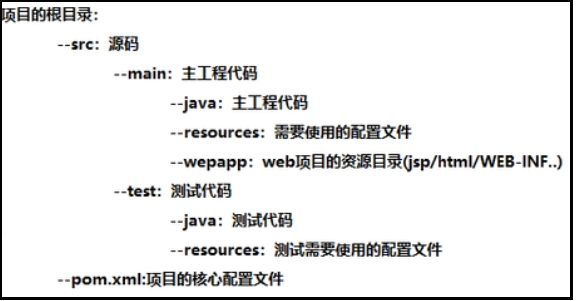 项目的根目录：
--src：源码
--main：主工程代码
--java：主工程代码
--resources：需要使用的配置文件
--wepapp：web项目的资源目录(jsp/html/WEB-INF..)
--test：测试代码
--java：测试代码
--resources：测试需要使用的配置文件
--pom.xml:项目的核心配置文件